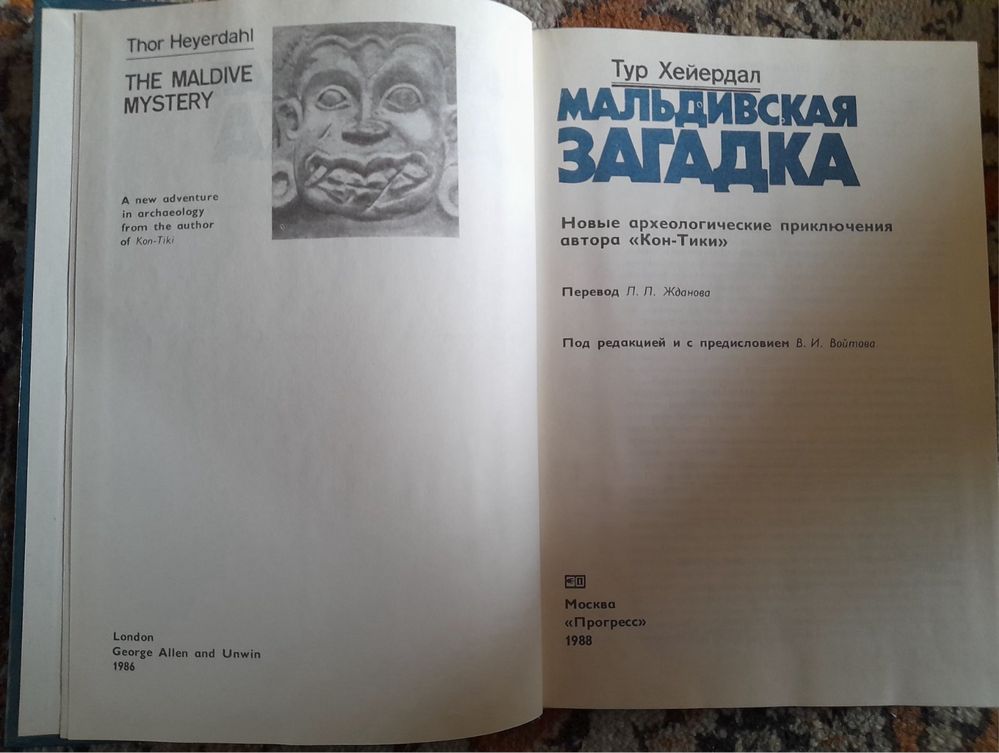 Thor Heyerdahl
THE MALDIVE
MYSTERY
A new adventure
in archaeology
from the author
of Kon-Tiki
London
George Allen and Unwin
1986
Тур Хейердал
МАЛЬДИВСКАЯ
ЗАГАДКА
Новые археологические приключения
автора «Кон-Тики»
Перевод Л. Л. Жданова
Под редакцией и с предисловием В. И. Войтова
Москва
«Прогресс»
1988